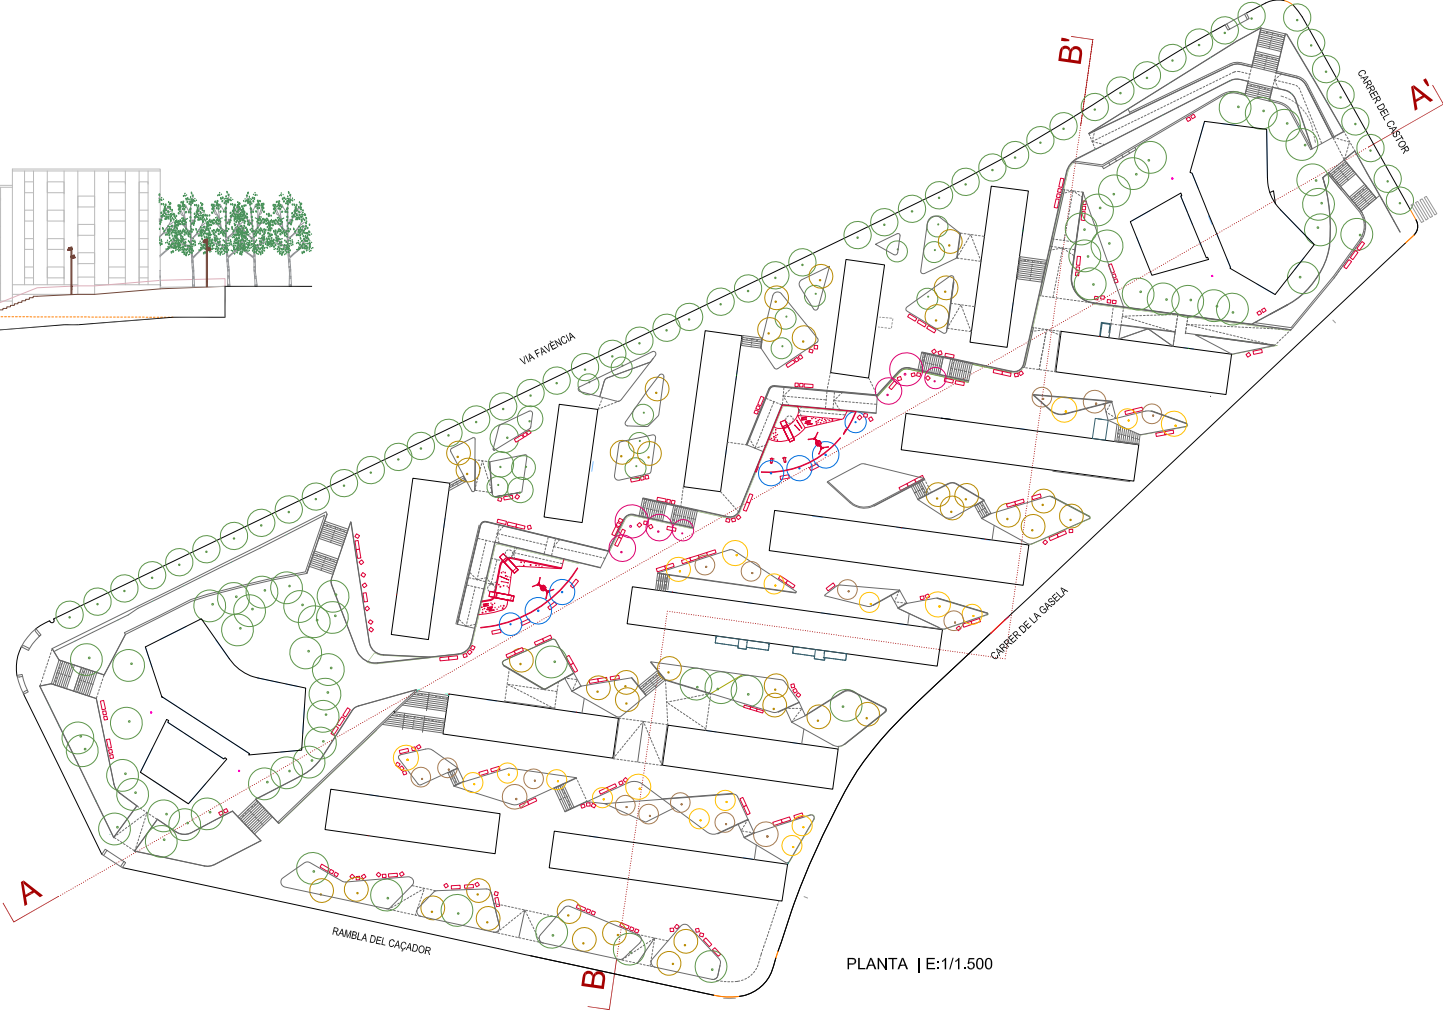 B'
A'
CARRER DEL CASTOR
VIA FAVÈNCIA
CARRER DE LA GASELA
A
RAMBLA DEL CAÇADOR
B
PLANTA | E:1/1.500